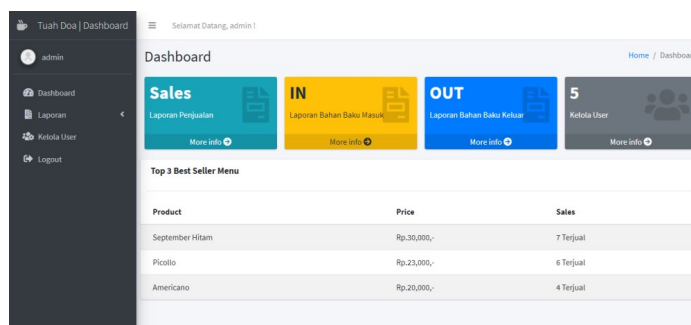 Tuah Doa | Dashboard
Selamat Datang, admin !
admin
Dashboard
Laporan
Kelola User
Logout
Dashboard
Home / Dashboar
Sales
Laporan Penjualan
More info
IN
Laporan Bahan Baku Masuk
More info
OUT
Laporan Bahan Baku Keluar
More info
5
Kelola User
More info
Top 3 Best Seller Menu
Product Price Sales
September Hitam Rp.30,000,- 7 Terjual
Picollo Rp.23,000,- 6 Terjual
Americano Rp.20,000,- 4 Terjual